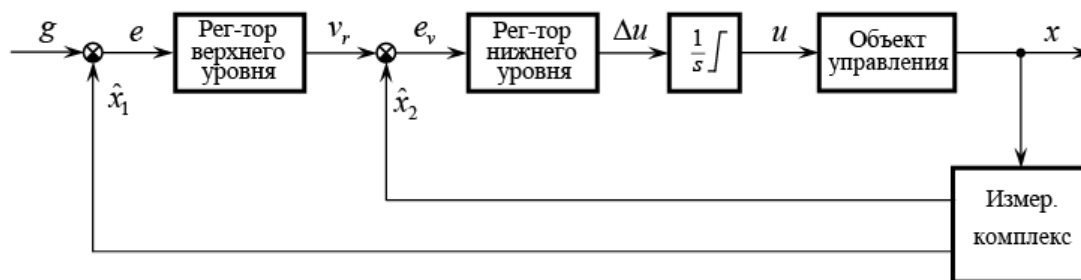 g
e
Рег-тор
верхнего
уровня
v_r
e_v
Рег-тор
нижнего
уровня
Δu
1/s
u
Объект
управления
x
x̂_1
x̂_2
Измер.
комплекс